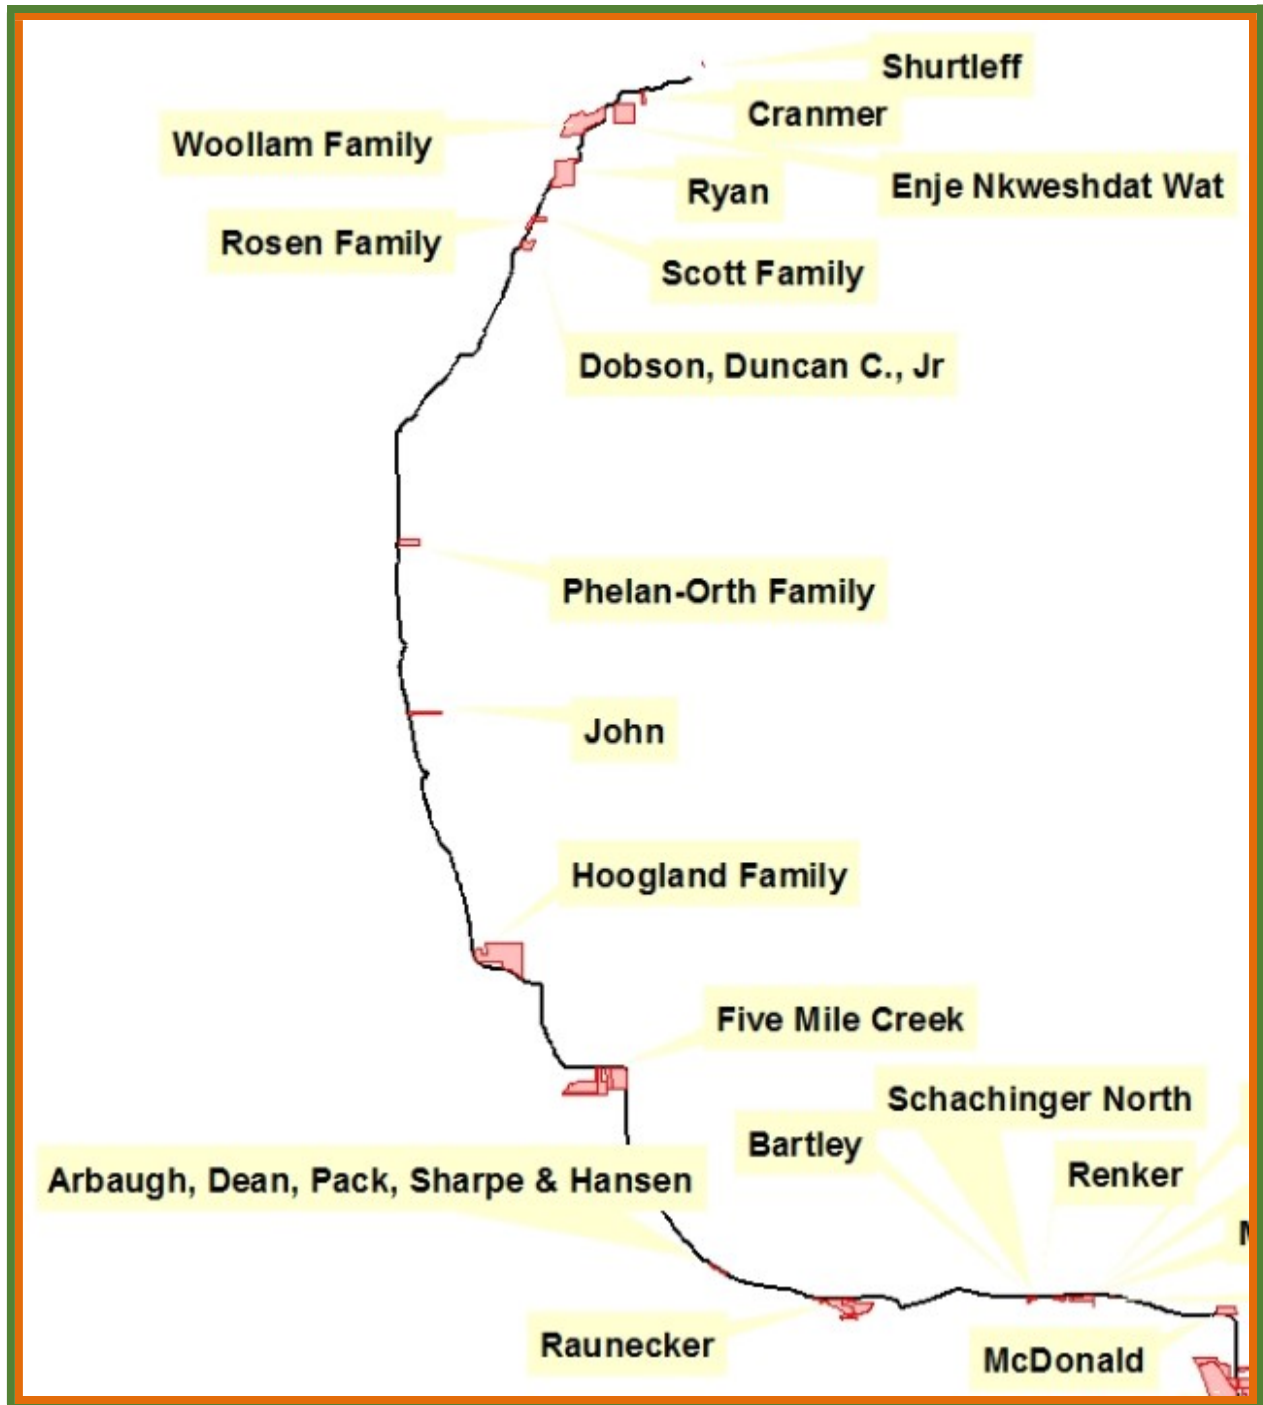 Shurtleff
Cranmer
Woollam Family
Enje Nkweshdat Wat
Ryan
Rosen Family
Scott Family
Dobson, Duncan C., Jr
Phelan-Orth Family
John
Hoogland Family
Five Mile Creek
Schachinger North
Bartley
Renker
Arbaugh, Dean, Pack, Sharpe & Hansen
Raunecker
McDonald